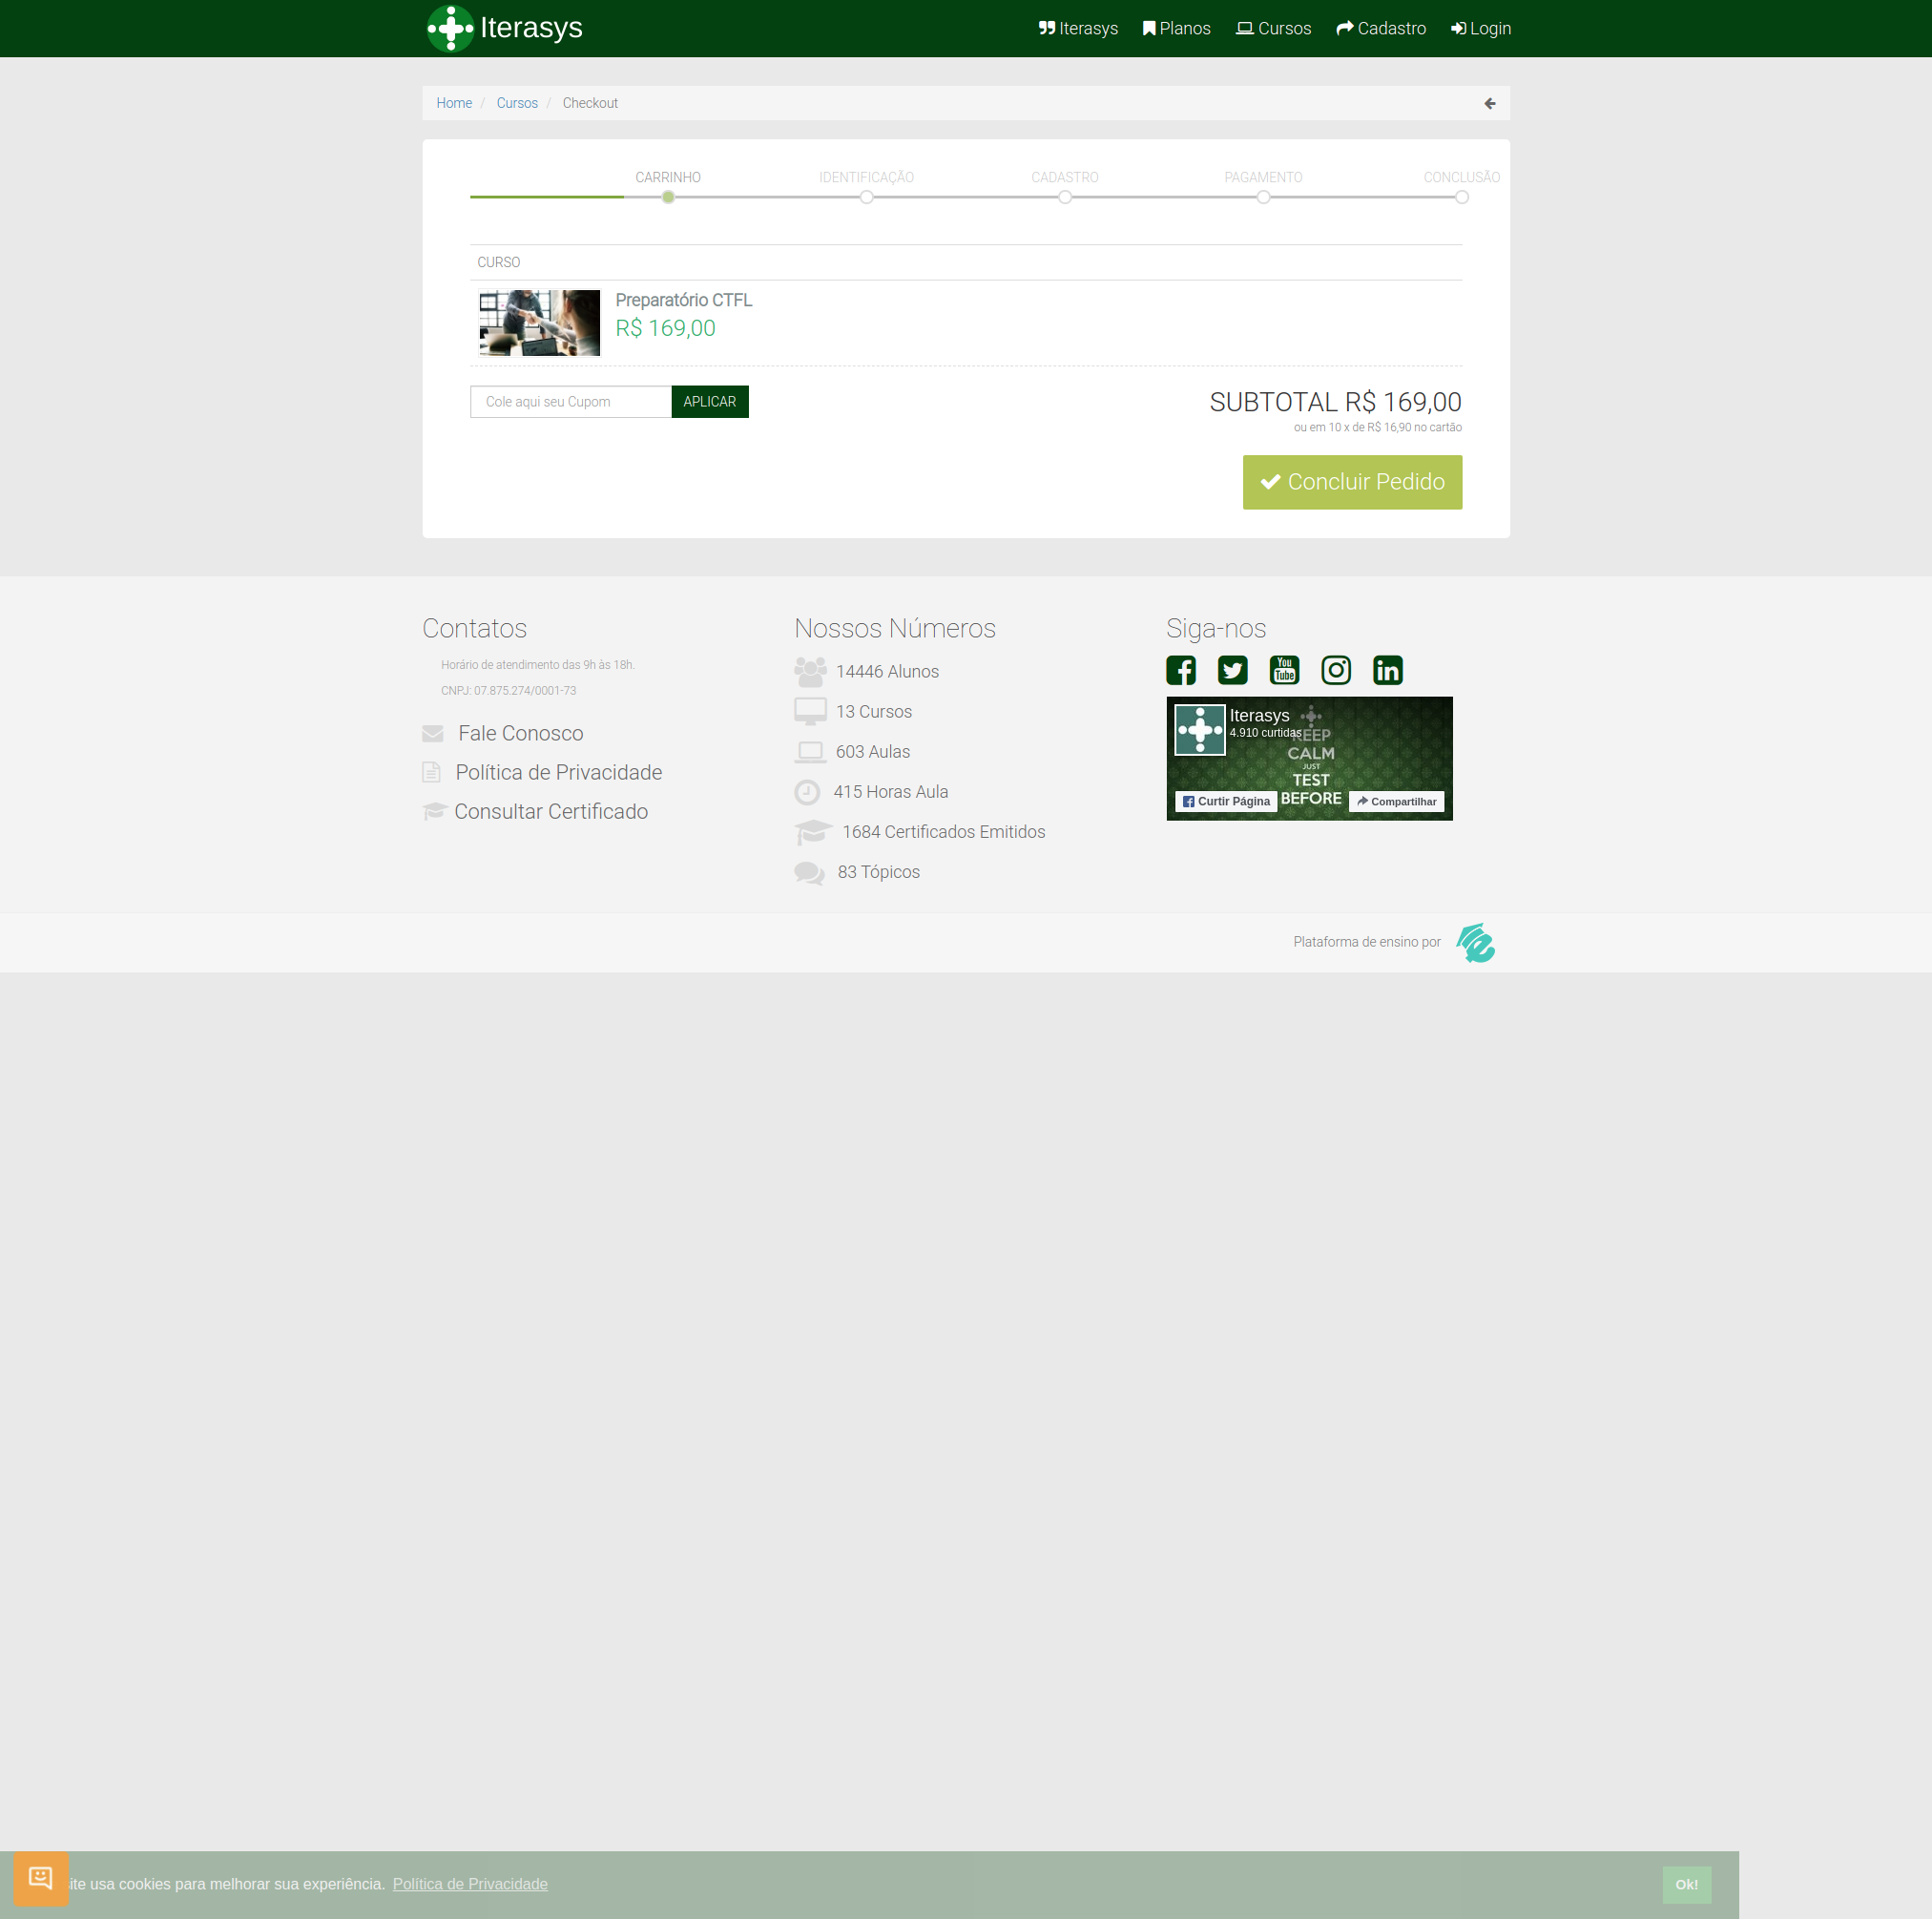 Iterasys
Iterasys Planos Cursos Cadastro Login
Home / Cursos / Checkout
CARRINHO IDENTIFICAÇÃO CADASTRO PAGAMENTO CONCLUSÃO
CURSO
Preparatório CTFL
R$ 169,00
Cole aqui seu Cupom APLICAR
SUBTOTAL R$ 169,00
ou em 10 x de R$ 16,90 no cartão
Concluir Pedido
Contatos
Horário de atendimento das 9h às 18h.
CNPJ: 07.875.274/0001-73
Fale Conosco
Política de Privacidade
Consultar Certificado
Nossos Números
14446 Alunos
13 Cursos
603 Aulas
415 Horas Aula
1684 Certificados Emitidos
83 Tópicos
Siga-nos
You
Tube
Iterasys
4.910 curtidas
KEEP
CALM
JUST
TEST
BEFORE
Curtir Página
Compartilhar
Plataforma de ensino por
site usa cookies para melhorar sua experiência. Política de Privacidade
Ok!